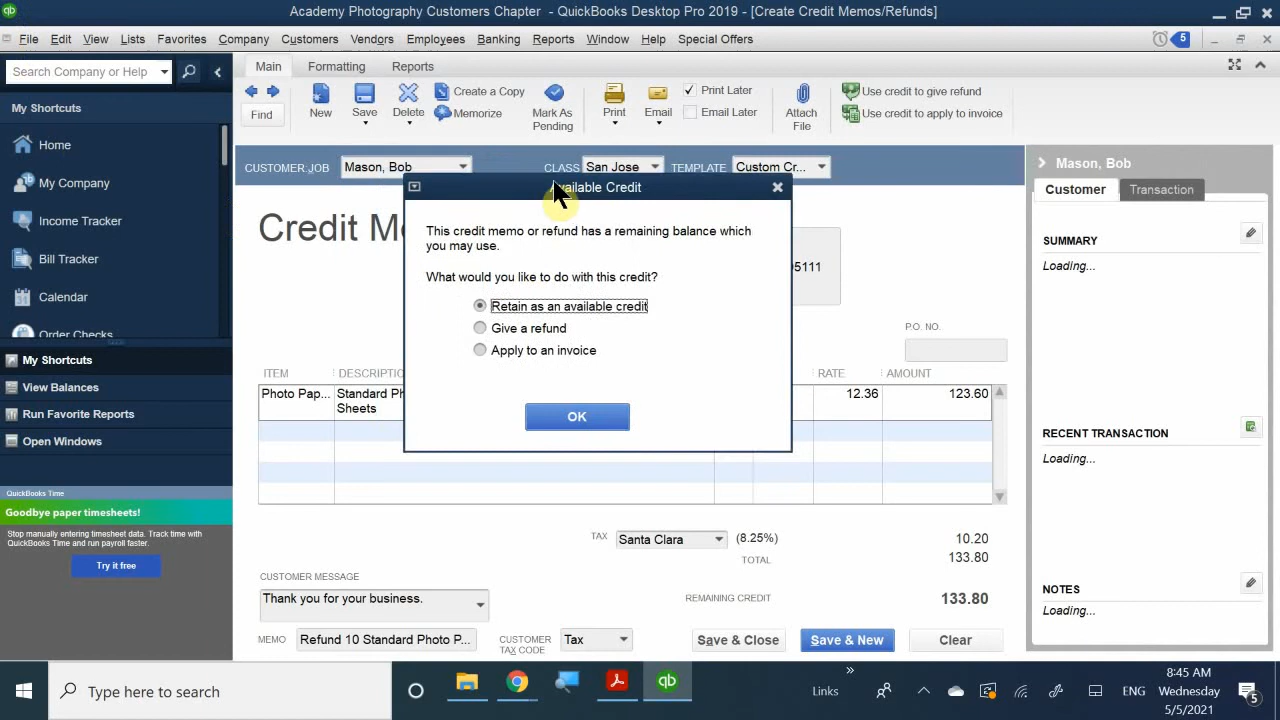 Academy Photography Customers Chapter - QuickBooks Desktop Pro 2019 - [Create Credit Memos/Refunds]
File Edit View Lists Favorites Company Customers Vendors Employees Banking Reports Window Help Special Offers 5
Search Company or Help
My Shortcuts
Home
My Company
Income Tracker
Bill Tracker
Calendar
Order Checks
My Shortcuts
View Balances
Run Favorite Reports
Open Windows
QuickBooks Time
Goodbye paper timesheets!
Stop manually entering timesheet data. Track time with
QuickBooks Time and run payroll faster.
Try it free
Main Formatting Reports
Find
New
Save
Delete
Create a Copy
Memorize
Mark As
Pending
Print
Email
Print Later
Email Later
Attach
File
Use credit to give refund
Use credit to apply to invoice
CUSTOMER:JOB Mason, Bob CLASS San Jose TEMPLATE Custom Cr...
Available Credit
This credit memo or refund has a remaining balance which
you may use.
What would you like to do with this credit?
Retain as an available credit
Give a refund
Apply to an invoice
OK
Credit M
5111
P.O. NO.
ITEM DESCRIPTIO RATE AMOUNT
Photo Pap... Standard Ph 12.36 123.60
Sheets
TAX Santa Clara (8.25%) 10.20
TOTAL 133.80
CUSTOMER MESSAGE
Thank you for your business.
REMAINING CREDIT 133.80
MEMO Refund 10 Standard Photo P... CUSTOMER
TAX CODE Tax
Save & Close Save & New Clear
Mason, Bob
Customer Transaction
SUMMARY
Loading...
RECENT TRANSACTION
Loading...
NOTES
Loading...
Type here to search
qb
Links
»
ENG
8:45 AM
Wednesday
5/5/2021
5